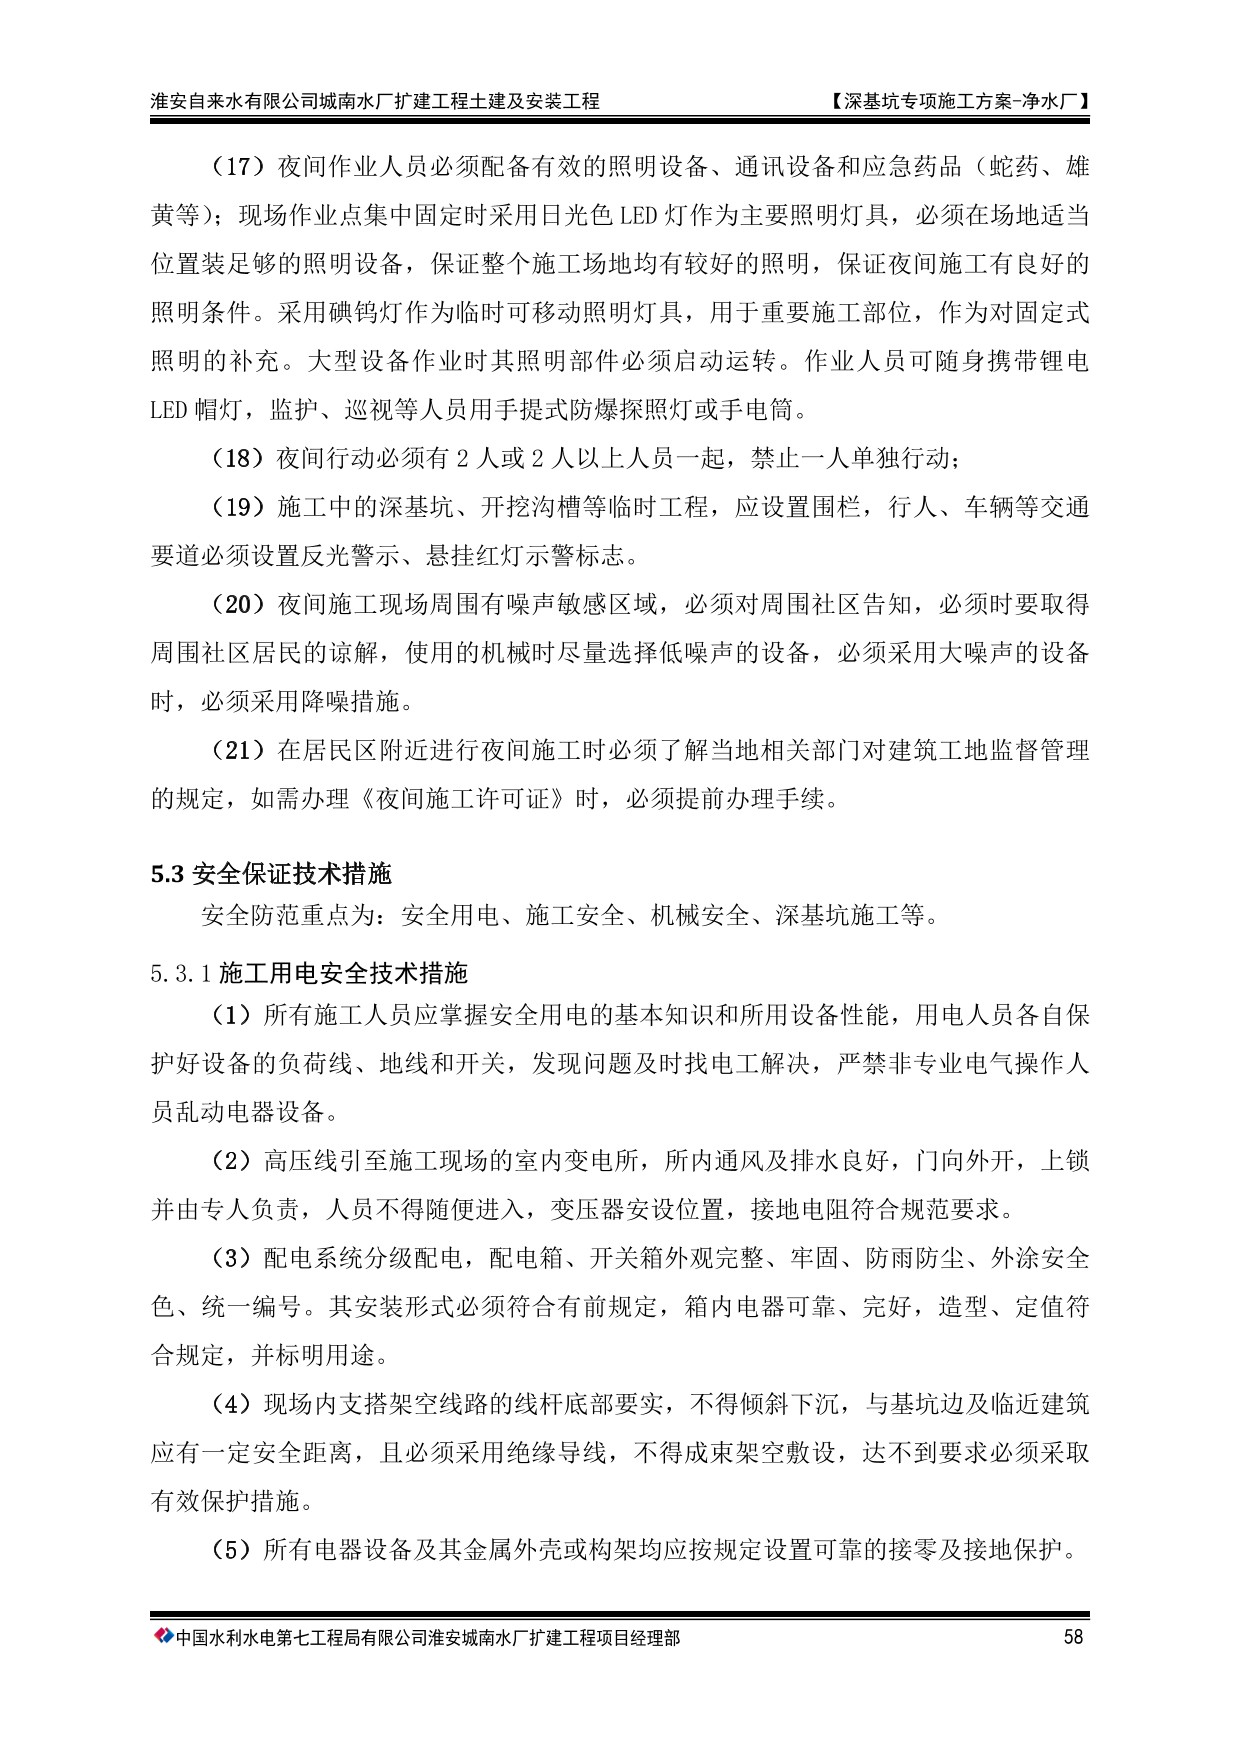 淮安自来水有限公司城南水厂扩建工程土建及安装工程 【深基坑专项施工方案-净水厂】
（17）夜间作业人员必须配备有效的照明设备、通讯设备和应急药品（蛇药、雄
黄等）；现场作业点集中固定时采用日光色 LED 灯作为主要照明灯具，必须在场地适当
位置装足够的照明设备，保证整个施工场地均有较好的照明，保证夜间施工有良好的
照明条件。采用碘钨灯作为临时可移动照明灯具，用于重要施工部位，作为对固定式
照明的补充。大型设备作业时其照明部件必须启动运转。作业人员可随身携带锂电
LED 帽灯，监护、巡视等人员用手提式防爆探照灯或手电筒。
（18）夜间行动必须有 2 人或 2 人以上人员一起，禁止一人单独行动；
（19）施工中的深基坑、开挖沟槽等临时工程，应设置围栏，行人、车辆等交通
要道必须设置反光警示、悬挂红灯示警标志。
（20）夜间施工现场周围有噪声敏感区域，必须对周围社区告知，必须时要取得
周围社区居民的谅解，使用的机械时尽量选择低噪声的设备，必须采用大噪声的设备
时，必须采用降噪措施。
（21）在居民区附近进行夜间施工时必须了解当地相关部门对建筑工地监督管理
的规定，如需办理《夜间施工许可证》时，必须提前办理手续。
5.3 安全保证技术措施
安全防范重点为：安全用电、施工安全、机械安全、深基坑施工等。
5.3.1 施工用电安全技术措施
（1）所有施工人员应掌握安全用电的基本知识和所用设备性能，用电人员各自保
护好设备的负荷线、地线和开关，发现问题及时找电工解决，严禁非专业电气操作人
员乱动电器设备。
（2）高压线引至施工现场的室内变电所，所内通风及排水良好，门向外开，上锁
并由专人负责，人员不得随便进入，变压器安设位置，接地电阻符合规范要求。
（3）配电系统分级配电，配电箱、开关箱外观完整、牢固、防雨防尘、外涂安全
色、统一编号。其安装形式必须符合有前规定，箱内电器可靠、完好，造型、定值符
合规定，并标明用途。
（4）现场内支搭架空线路的线杆底部要实，不得倾斜下沉，与基坑边及临近建筑
应有一定安全距离，且必须采用绝缘导线，不得成束架空敷设，达不到要求必须采取
有效保护措施。
（5）所有电器设备及其金属外壳或构架均应按规定设置可靠的接零及接地保护。
中国水利水电第七工程局有限公司淮安城南水厂扩建工程项目经理部 58